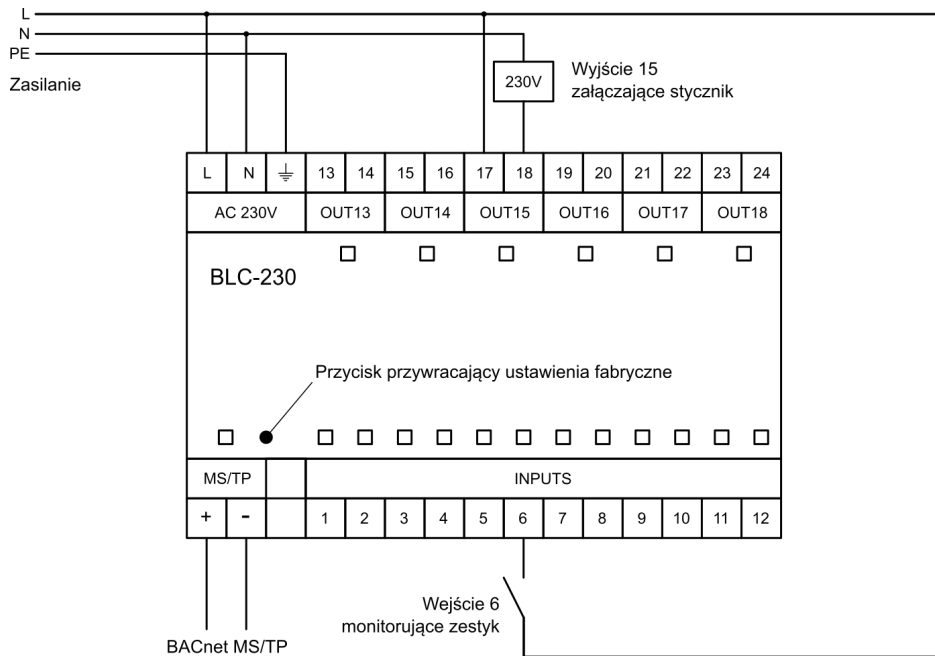 L
N
PE
Zasilanie
230V
Wyjście 15
załączające stycznik
L N 13 14 15 16 17 18 19 20 21 22 23 24
AC 230V OUT13 OUT14 OUT15 OUT16 OUT17 OUT18
BLC-230
Przycisk przywracający ustawienia fabryczne
MS/TP INPUTS
+ - 1 2 3 4 5 6 7 8 9 10 11 12
Wejście 6
monitorujące zestyk
BACnet MS/TP